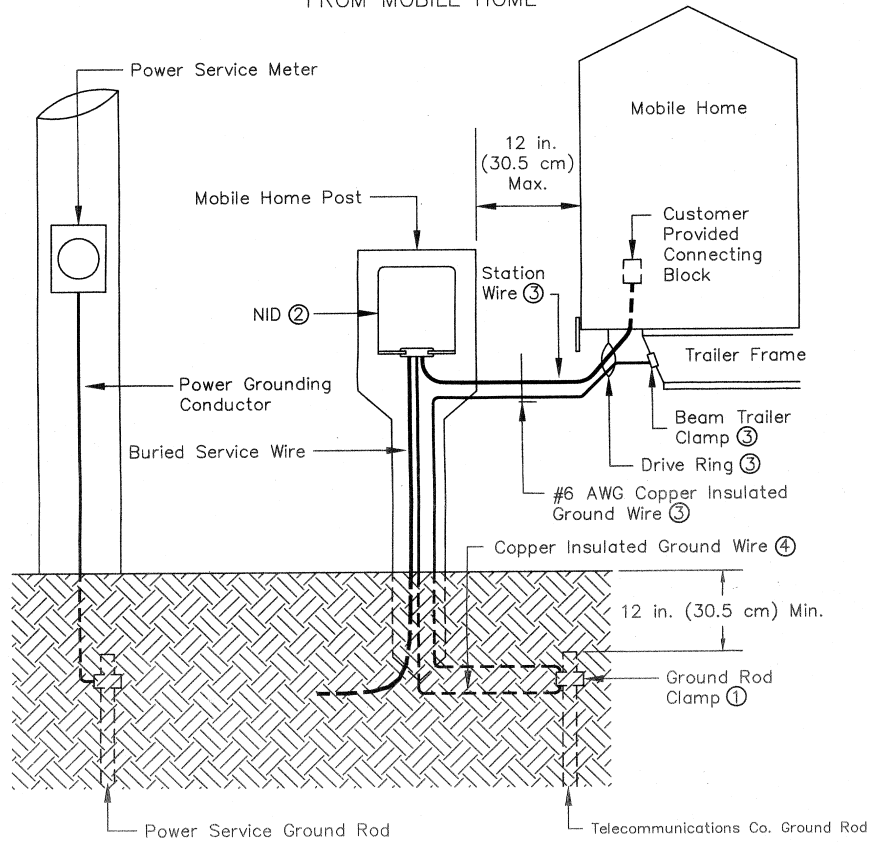 FROM MOBILE HOME
Power Service Meter
Mobile Home
12 in.
(30.5 cm)
Max.
Mobile Home Post
Customer
Provided
Connecting
Block
Station
Wire ③
NID ②
Trailer Frame
Power Grounding
Conductor
Beam Trailer
Clamp ③
Buried Service Wire
Drive Ring ③
#6 AWG Copper Insulated
Ground Wire ③
Copper Insulated Ground Wire ④
12 in. (30.5 cm) Min.
Ground Rod
Clamp ①
Power Service Ground Rod
Telecommunications Co. Ground Rod